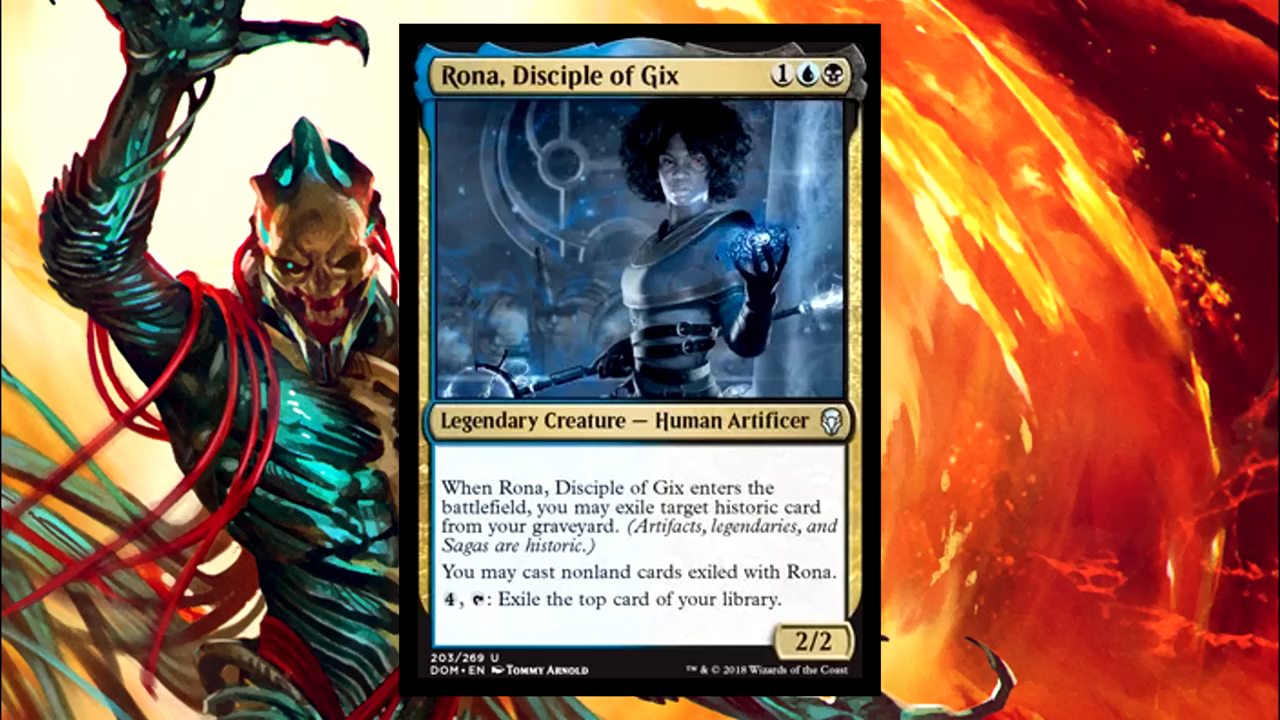 Rona, Disciple of Gix 1
Legendary Creature — Human Artificer
When Rona, Disciple of Gix enters the
battlefield, you may exile target historic card
from your graveyard. (Artifacts, legendaries, and
Sagas are historic.)
You may cast nonland cards exiled with Rona.
4, : Exile the top card of your library.
2/2
203/269 U
DOM • EN Tommy Arnold
™ & © 2018 Wizards of the Coast